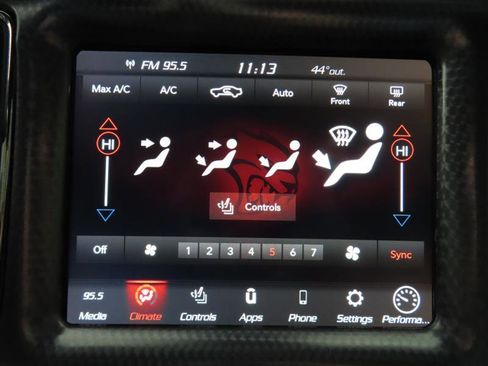 FM 95.5 11:13 44°out.
Max A/C A/C Auto Front Rear
HI HI
Controls
Off 1 2 3 4 5 6 7 Sync
95.5
Media Climate Controls Apps Phone Settings Performa...